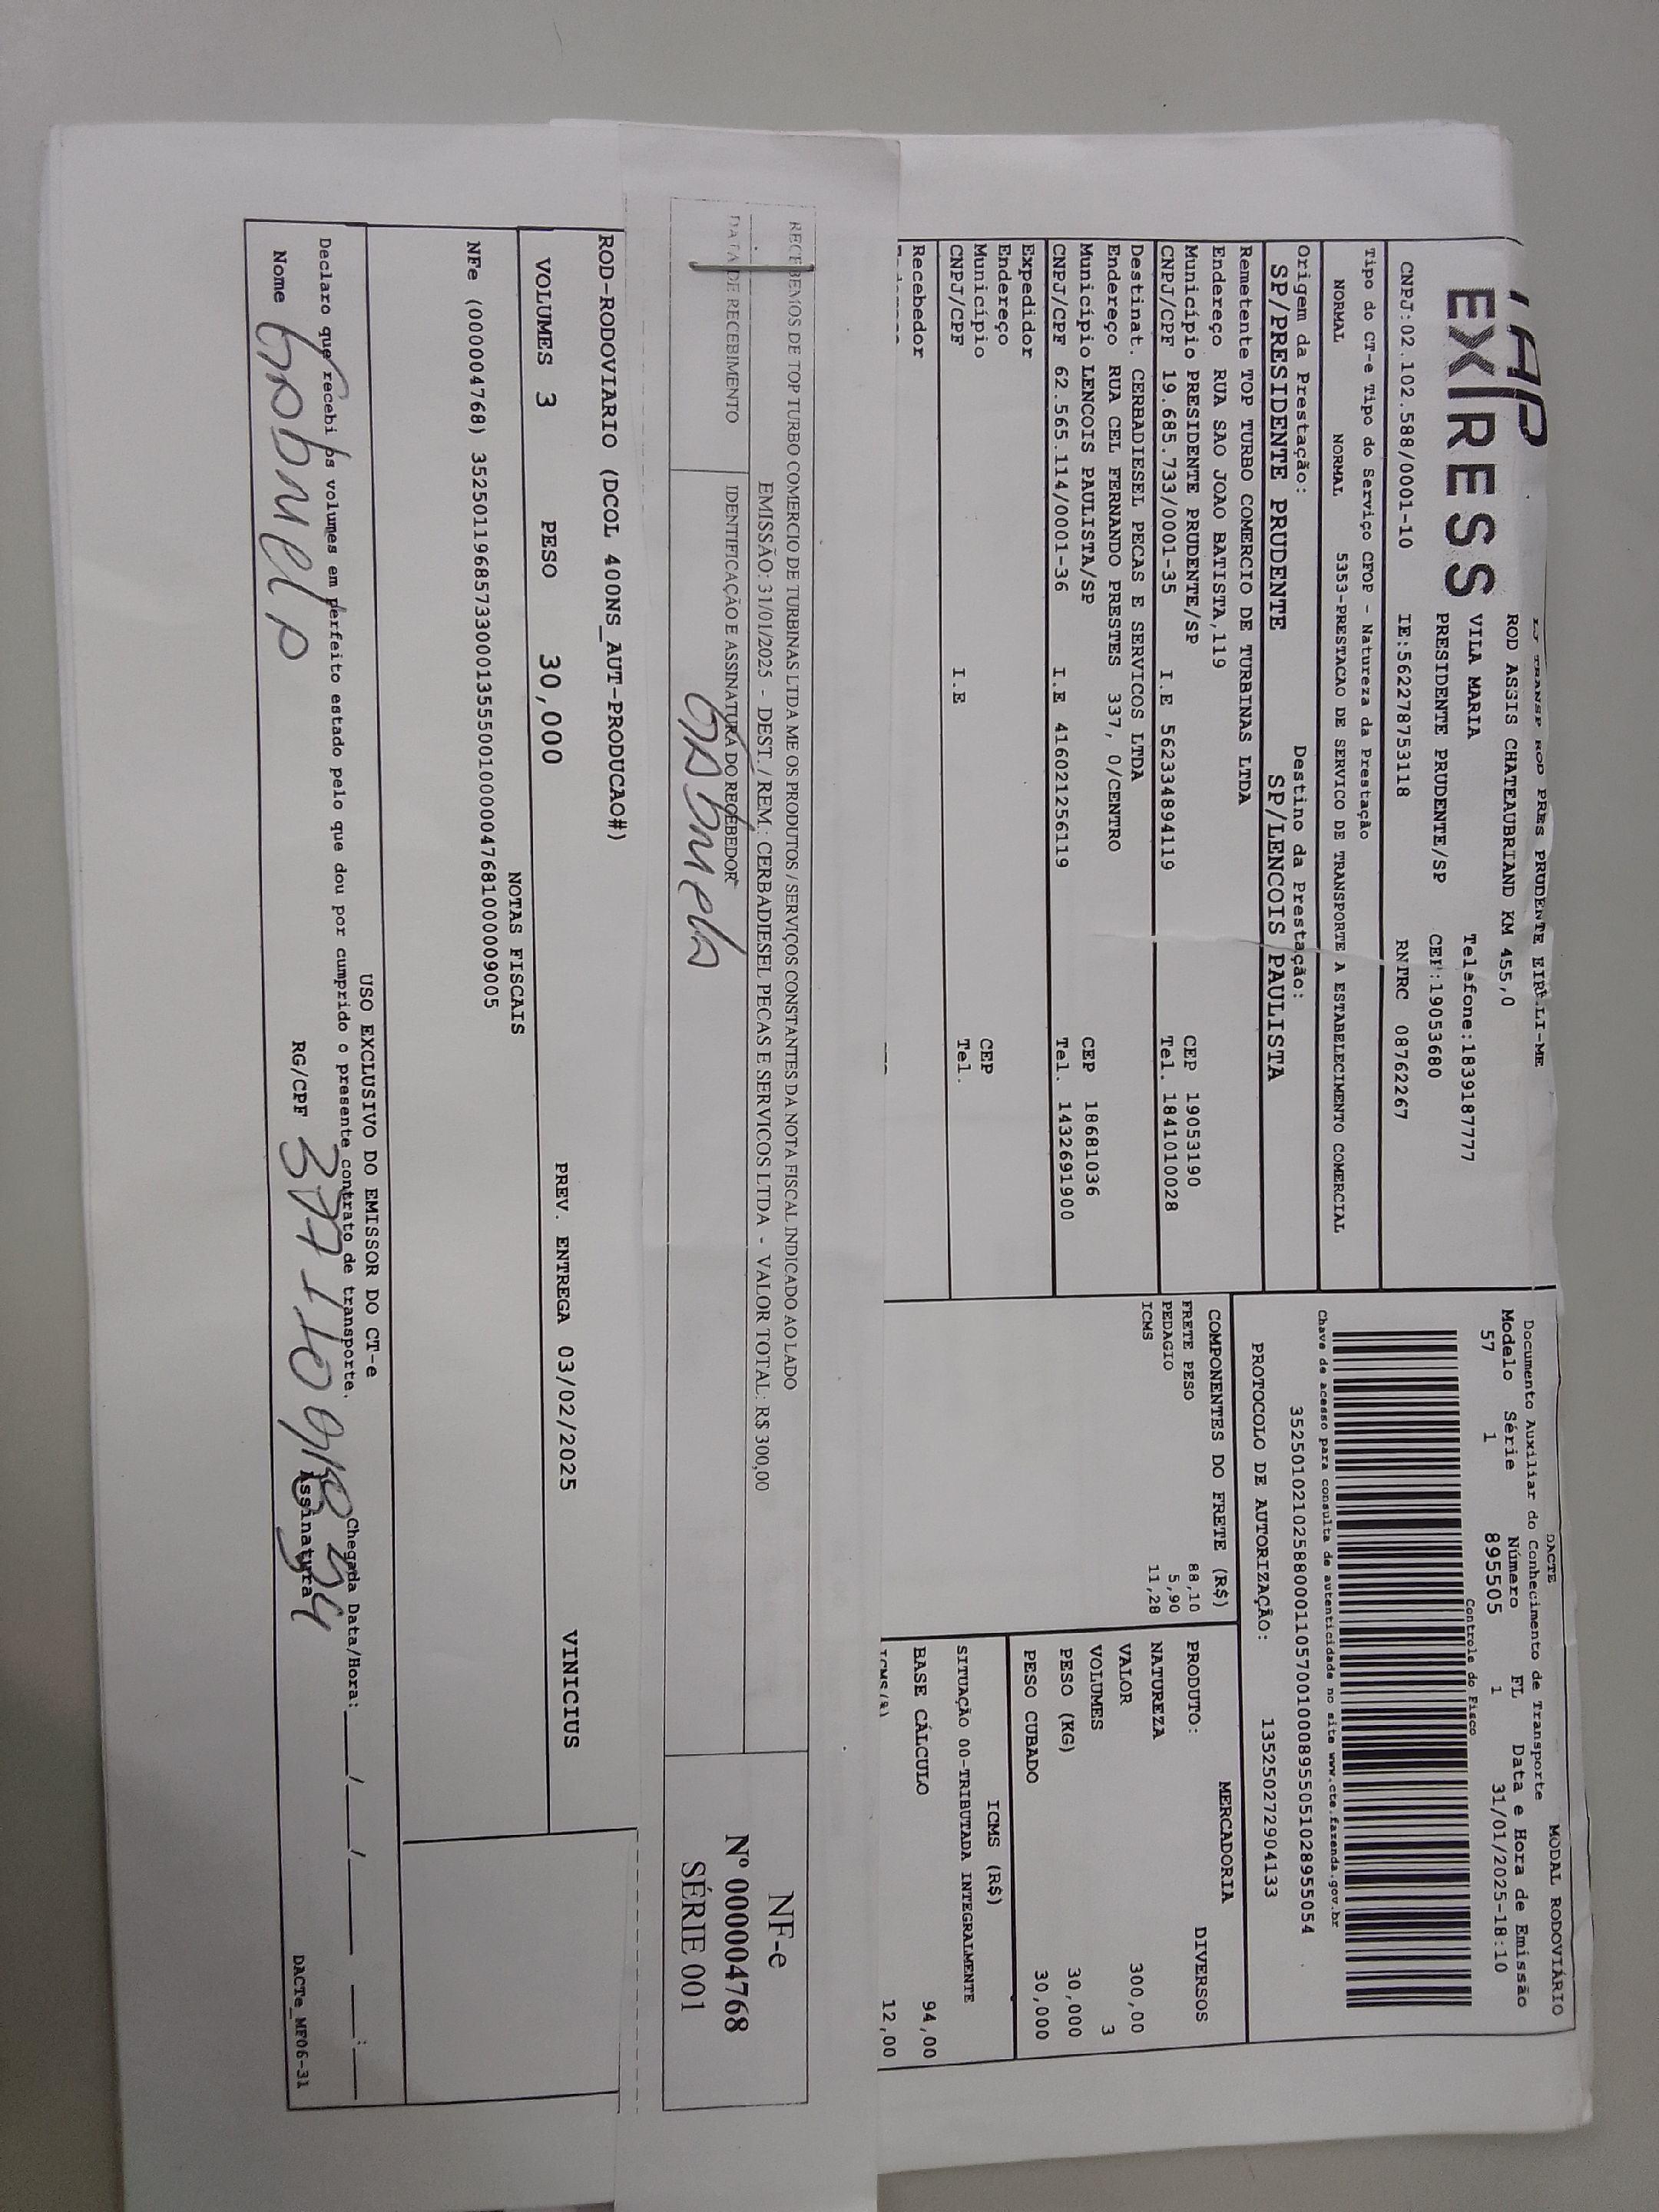 DACTE
MODAL RODOVIÁRIO
EXPRESS
PRES PRUDENTE
ROD ASSIS CHATEAUBRIAND KM 455,0
VILA MARIA
Telefone:1839187777
PRESIDENTE PRUDENTE/SP
CEP:19053680
CNPJ:02.102.588/0001-10
IE:562278753118
RNTRC 08762267
Documento Auxiliar do Conhecimento de Transporte
Modelo Série Número FL Data e Hora de Emissão
57 1 895505 1 31/01/2025-18:10
Controle do Fisco
Chave de acesso para consulta de autenticidade no site www.cte.fazenda.gov.br
35250102102588000110570010008955051028955054
PROTOCOLO DE AUTORIZAÇÃO: 135250272904133
Tipo do CT-e Tipo do Serviço CFOP - Natureza da Prestação
NORMAL NORMAL 5353-PRESTACAO DE SERVICO DE TRANSPORTE A ESTABELECIMENTO COMERCIAL
Origem da Prestação: Destino da Prestação:
SP/PRESIDENTE PRUDENTE SP/LENCOIS PAULISTA
Remetente TOP TURBO COMERCIO DE TURBINAS LTDA
Endereço RUA SAO JOAO BATISTA,119
Município PRESIDENTE PRUDENTE/SP CEP 19053190
CNPJ/CPF 19.685.733/0001-35 I.E 562334894119 Tel. 1841010028
Destinat. CERBADIESEL PECAS E SERVICOS LTDA
Endereço RUA CEL FERNANDO PRESTES 337, 0/CENTRO
Município LENCOIS PAULISTA/SP CEP 18681036
CNPJ/CPF 62.565.114/0001-36 I.E 416021256119 Tel. 1432691900
Expedidor
Endereço
Município CEP
CNPJ/CPF I.E Tel.
Recebedor
COMPONENTES DO FRETE (R$)
FRETE PESO 88,10
PEDAGIO 5,90
ICMS 11,28
MERCADORIA
PRODUTO: DIVERSOS
NATUREZA
VALOR 300,00
VOLUMES 3
PESO (KG) 30,000
PESO CUBADO 30,000
ICMS (R$)
SITUAÇÃO 00-TRIBUTADA INTEGRALMENTE
BASE CÁLCULO 94,00
ICMS(%) 12,00
RECEBEMOS DE TOP TURBO COMERCIO DE TURBINAS LTDA ME OS PRODUTOS / SERVIÇOS CONSTANTES DA NOTA FISCAL INDICADO AO LADO
EMISSÃO: 31/01/2025 - DEST. / REM.: CERBADIESEL PECAS E SERVICOS LTDA - VALOR TOTAL: R$ 300,00
DATA DE RECEBIMENTO
IDENTIFICAÇÃO E ASSINATURA DO RECEBEDOR
Gabriela
NF-e
Nº 000004768
SÉRIE 001
ROD-RODOVIARIO (DCOL 400NS_AUT-PRODUCAO#)
VOLUMES 3 PESO 30,000 PREV. ENTREGA 03/02/2025 VINICIUS
NOTAS FISCAIS
NFe (000004768) 35250119685733000135550010000047681000009005
USO EXCLUSIVO DO EMISSOR DO CT-e
Declaro que recebi os volumes em perfeito estado pelo que dou por cumprido o presente contrato de transporte.
Chegada Data/Hora: ___/___/_____ ___:___
Nome Gabriela RG/CPF
Assinatura
DACTe_MF06-31